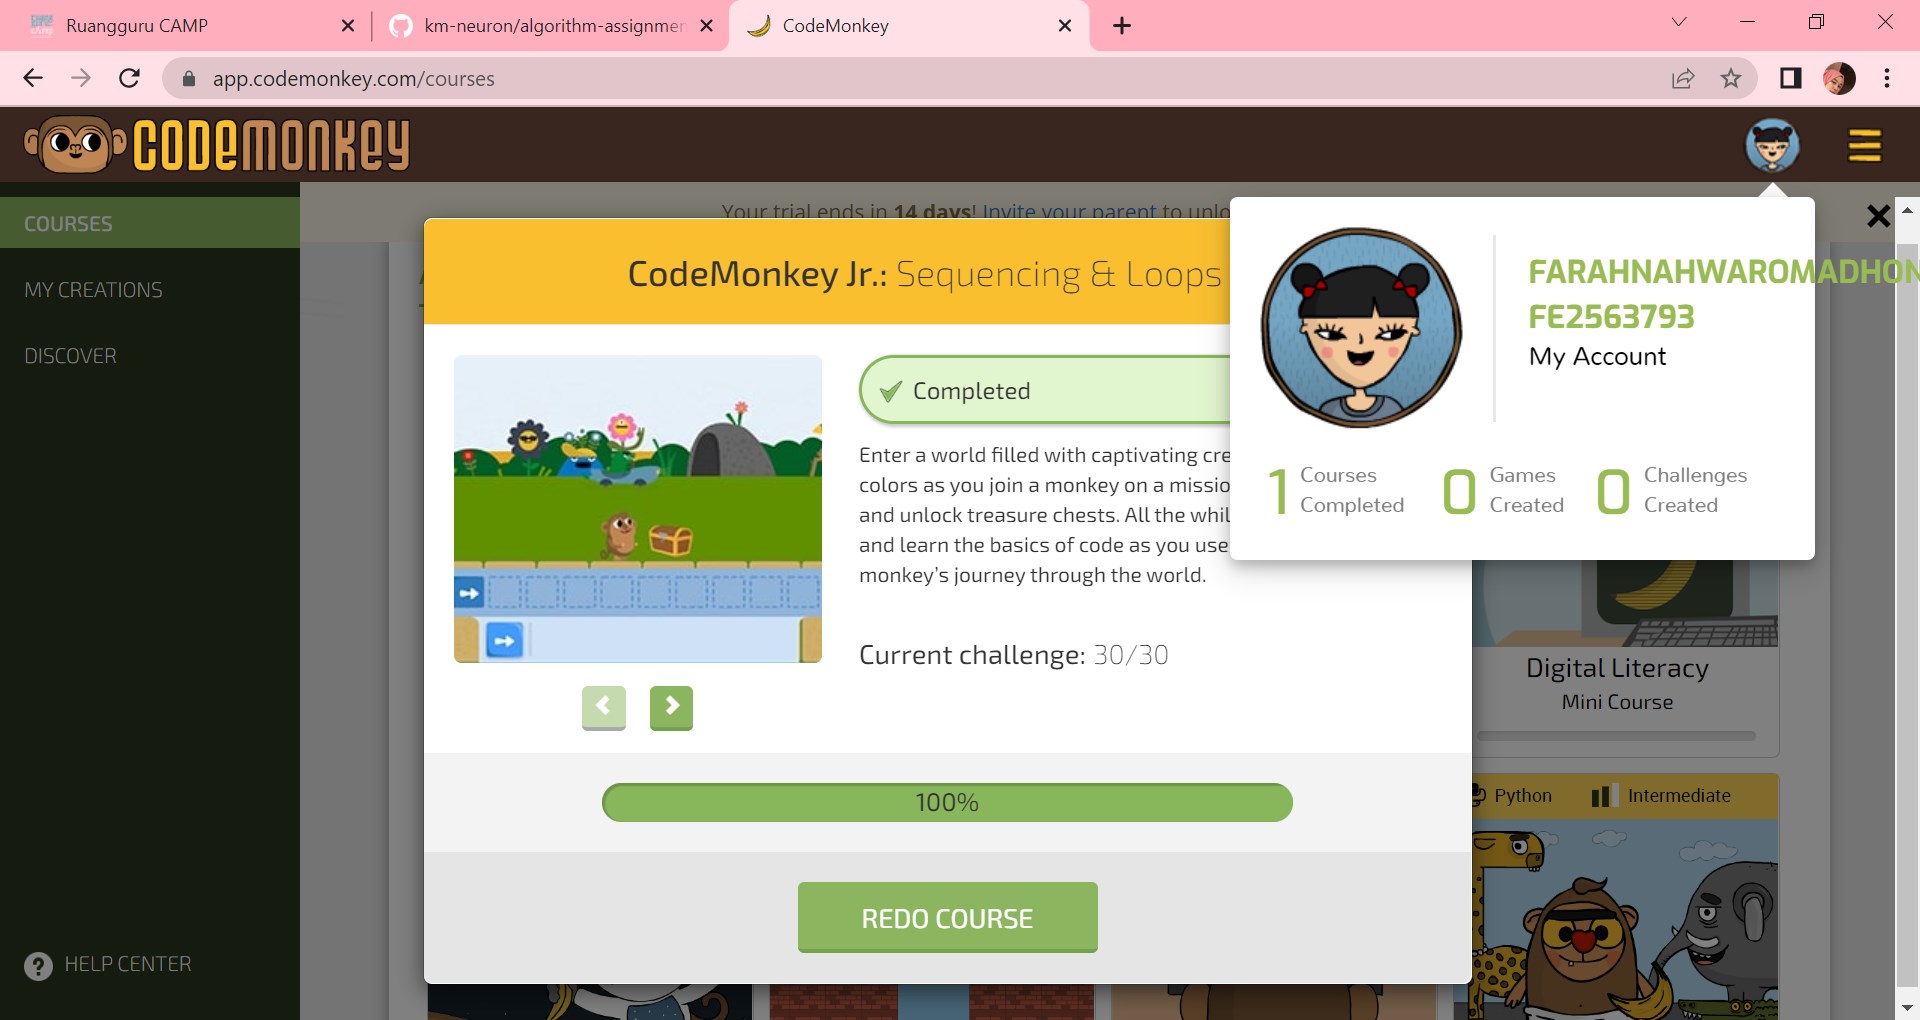 Ruangguru CAMP
km-neuron/algorithm-assignmen
CodeMonkey
app.codemonkey.com/courses
CODEMONKEY
COURSES
MY CREATIONS
DISCOVER
HELP CENTER
Your trial ends in 14 days! Invite your parent to unlo
CodeMonkey Jr.: Sequencing & Loops
Completed
Enter a world filled with captivating cre
colors as you join a monkey on a missio
and unlock treasure chests. All the whil
and learn the basics of code as you use
monkey's journey through the world.
Current challenge: 30/30
100%
REDO COURSE
FARAHNAHWAROMADHON
FE2563793
My Account
1 Courses Completed
0 Games Created
0 Challenges Created
Digital Literacy
Mini Course
Python Intermediate